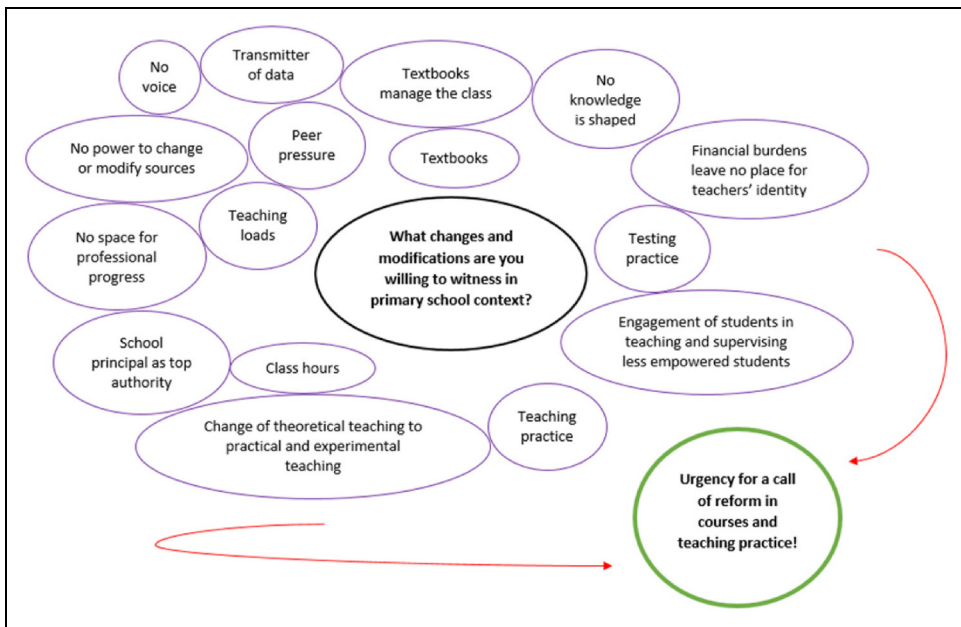 No
voice
Transmitter
of data
Textbooks
manage the class
No
knowledge
is shaped
No power to change
or modify sources
Peer
pressure
Textbooks
Financial burdens
leave no place for
teachers’ identity
No space for
professional
progress
Teaching
loads
What changes and
modifications are you
willing to witness in
primary school context?
Testing
practice
School
principal as top
authority
Class hours
Engagement of students in
teaching and supervising
less empowered students
Change of theoretical teaching to
practical and experimental
teaching
Teaching
practice
Urgency for a call
of reform in
courses and
teaching practice!